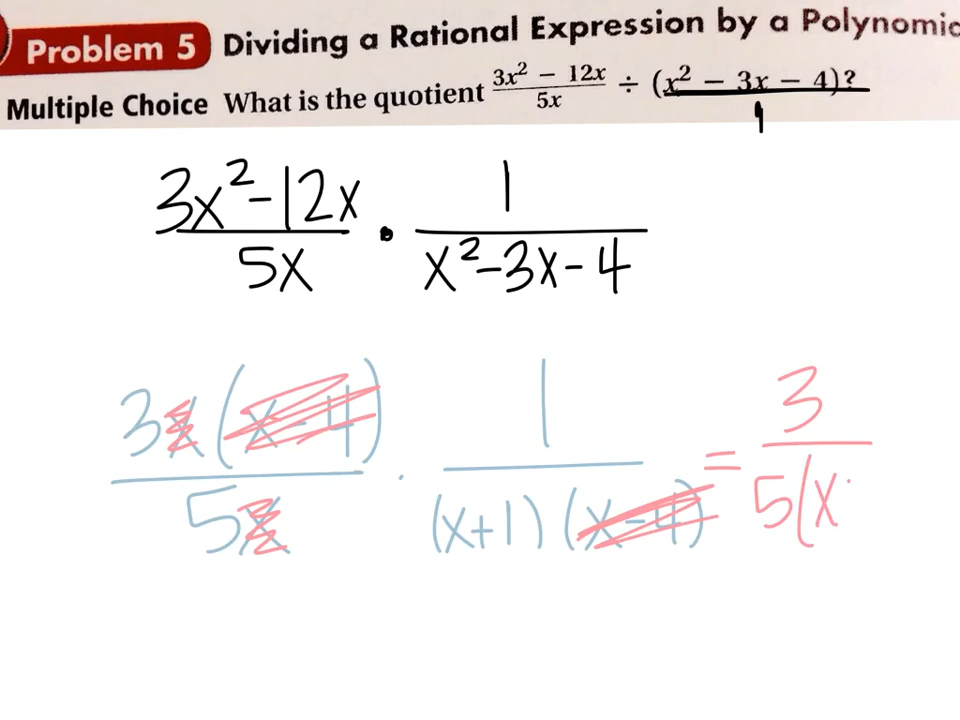 Problem 5 Dividing a Rational Expression by a
Multiple Choice What is the quotient (3x² − 12x)/(5x) ÷ (x² − 3x − 4)?
1
(3x²-12x)/(5x) · 1/(x²-3x-4)
(3x(x-4))/(5x) · 1/((x+1)(x-4)) = 3/(5(x